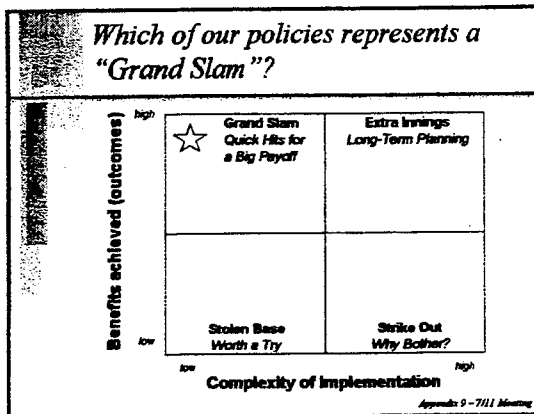 Which of our policies represents a
“Grand Slam”?
Benefits achieved (outcomes)
high
Grand Slam
Quick Hits for
a Big Payoff
Extra Innings
Long-Term Planning
Stolen Base
Worth a Try
Strike Out
Why Bother?
low
low
high
Complexity of Implementation
Appendix 9 - 7/11 Meeting